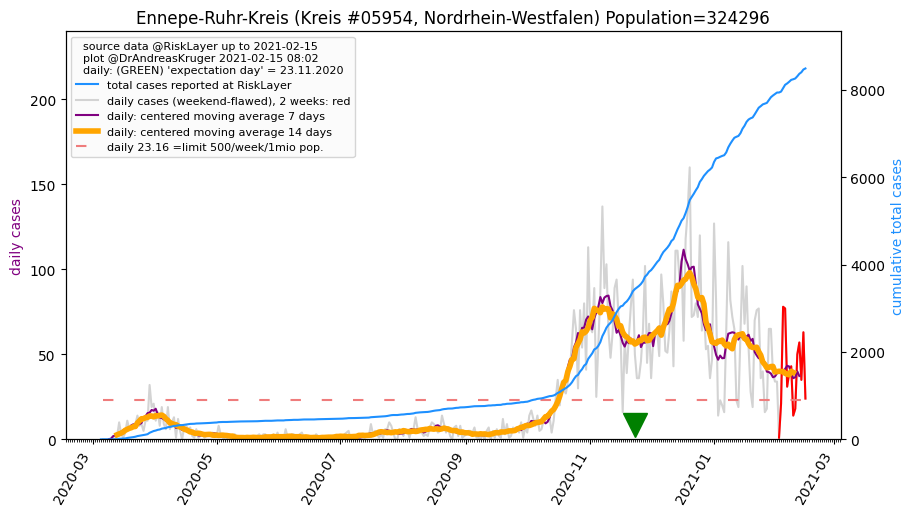 Ennepe-Ruhr-Kreis (Kreis #05954, Nordrhein-Westfalen) Population=324296
source data @RiskLayer up to 2021-02-15
plot @DrAndreasKruger 2021-02-15 08:02
daily: (GREEN) 'expectation day' = 23.11.2020
total cases reported at RiskLayer
daily cases (weekend-flawed), 2 weeks: red
daily: centered moving average 7 days
daily: centered moving average 14 days
daily 23.16 =limit 500/week/1mio pop.
daily cases
200
150
100
50
0
cumulative total cases
8000
6000
4000
2000
0
2020-03
2020-05
2020-07
2020-09
2020-11
2021-01
2021-03